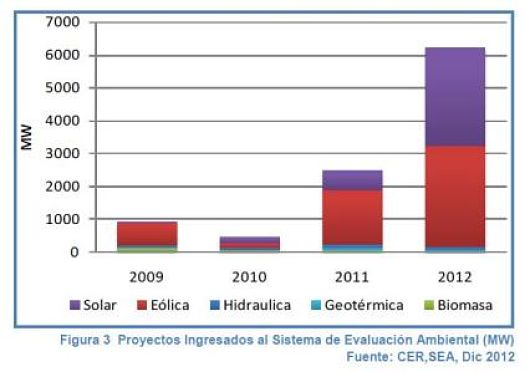 7000
6000
5000
4000
3000
2000
1000
0
MW
2009 2010 2011 2012
Solar Eólica Hidraulica Geotérmica Biomasa
Figura 3 Proyectos Ingresados al Sistema de Evaluación Ambiental (MW)
Fuente: CER,SEA, Dic 2012